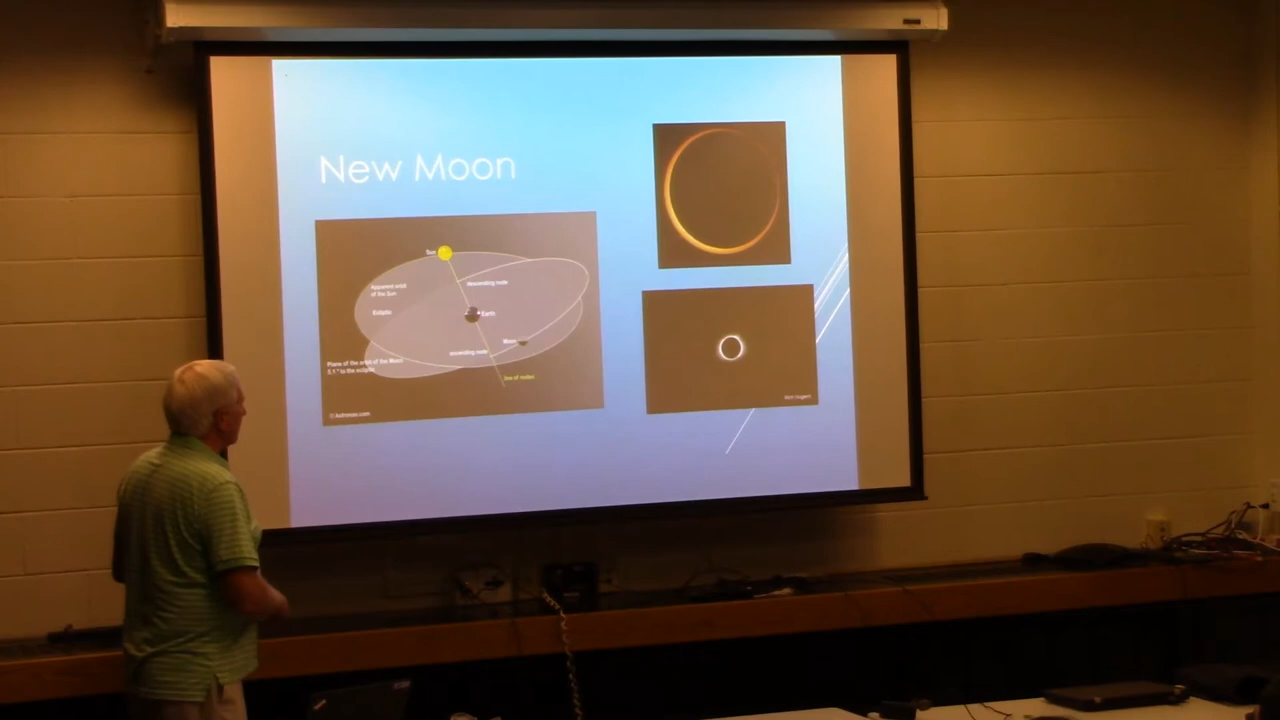 New Moon
Sun
descending node
Apparent orbit
of the Sun
Ecliptic
Earth
Moon
ascending node
Plane of the orbit of the Moon
5.1° to the ecliptic
line of nodes
© Astronoo.com